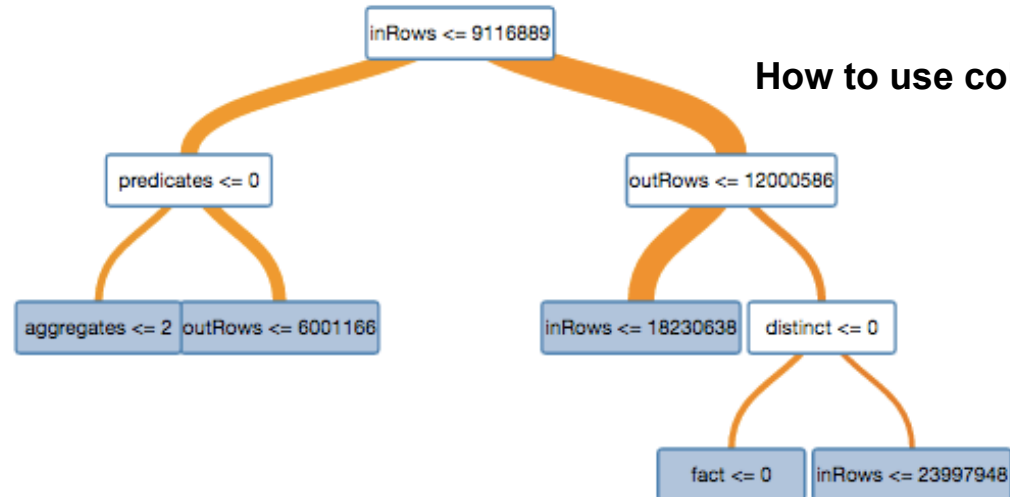 inRows <= 9116889
How to use co
predicates <= 0
outRows <= 12000586
aggregates <= 2
outRows <= 6001166
inRows <= 18230638
distinct <= 0
fact <= 0
inRows <= 23997948